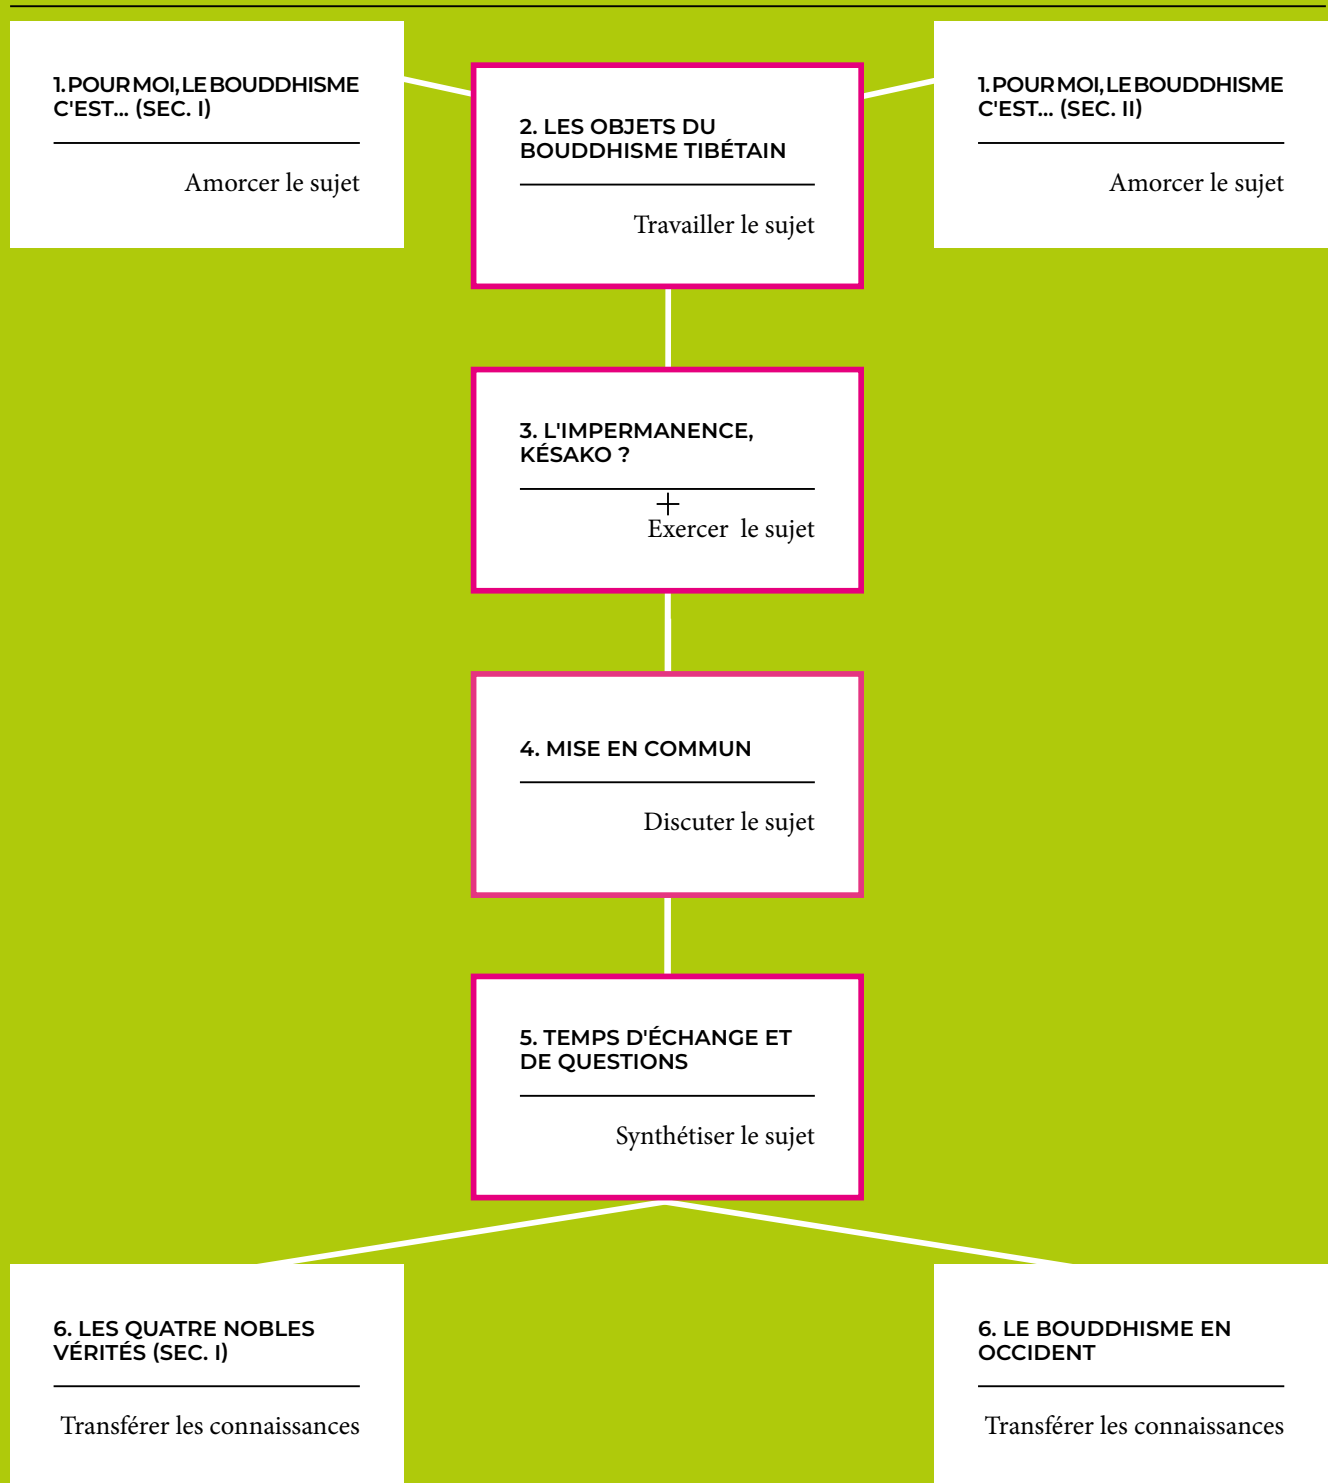 1. POUR MOI, LE BOUDDHISME
C'EST... (SEC. I)
Amorcer le sujet
2. LES OBJETS DU
BOUDDHISME TIBÉTAIN
Travailler le sujet
1. POUR MOI, LE BOUDDHISME
C'EST... (SEC. II)
Amorcer le sujet
3. L'IMPERMANENCE,
KÉSAKO ?
Exercer le sujet
4. MISE EN COMMUN
Discuter le sujet
5. TEMPS D'ÉCHANGE ET
DE QUESTIONS
Synthétiser le sujet
6. LES QUATRE NOBLES
VÉRITÉS (SEC. I)
Transférer les connaissances
6. LE BOUDDHISME EN
OCCIDENT
Transférer les connaissances